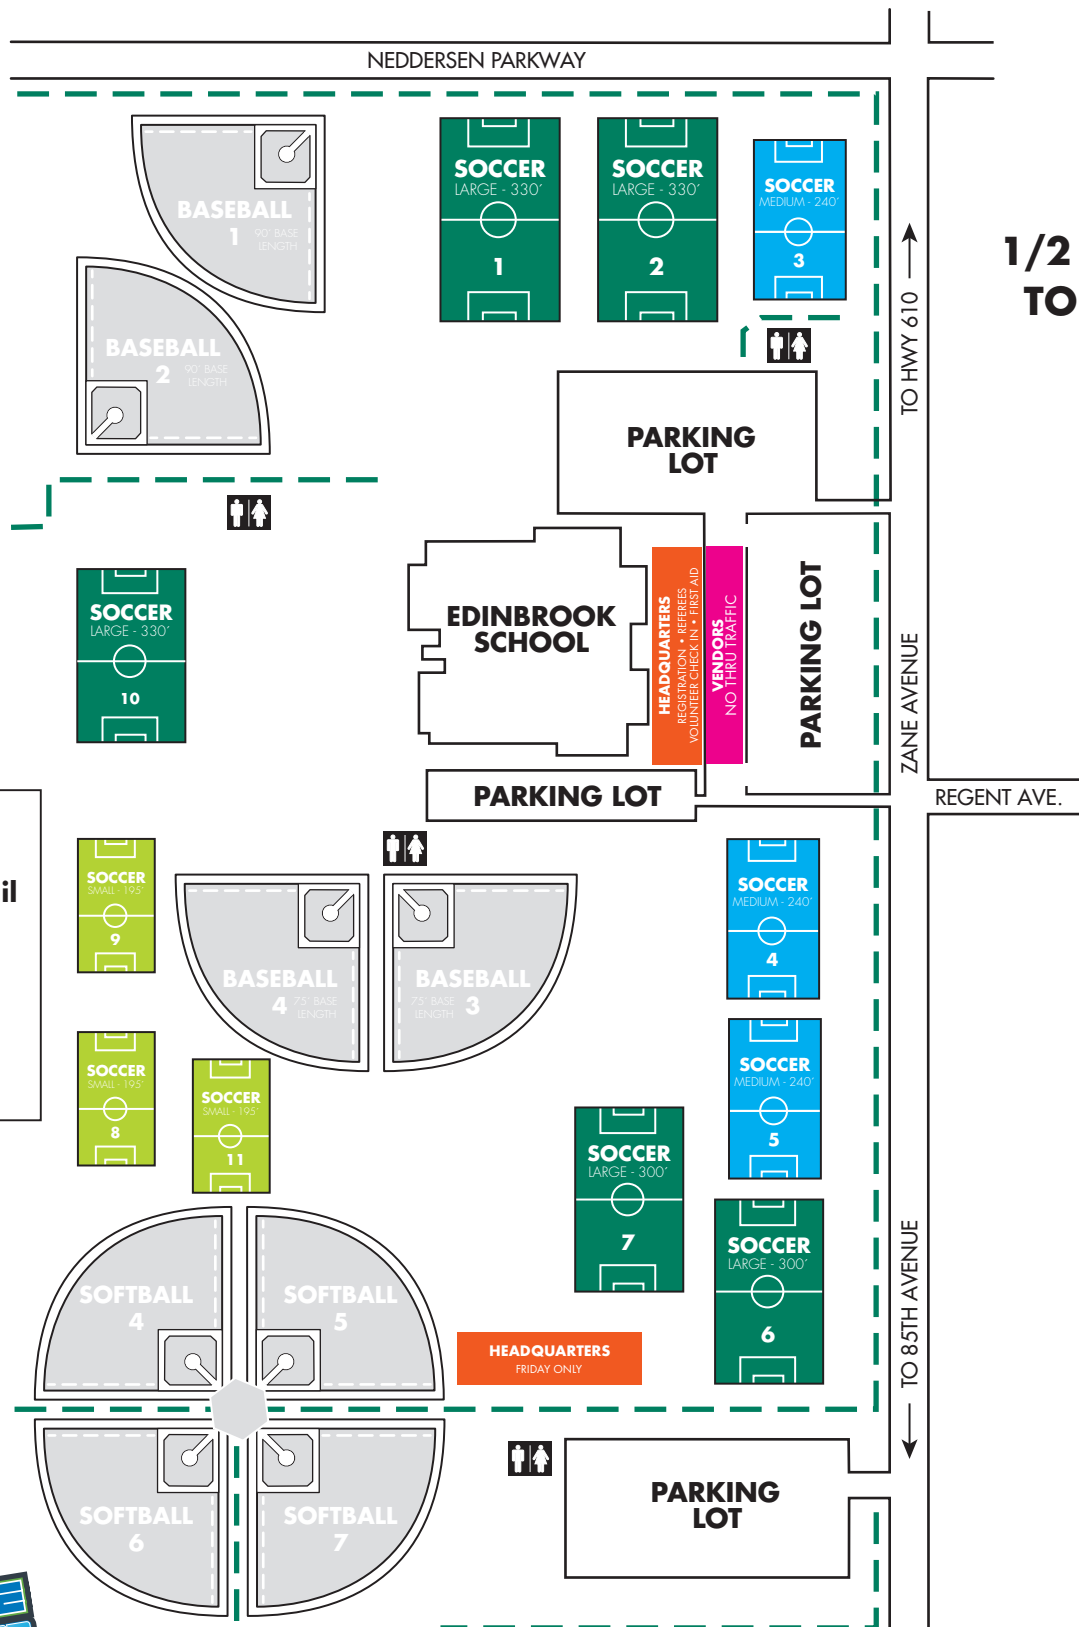 NEDDERSEN PARKWAY
BASEBALL
1
90' BASE
LENGTH
SOCCER
LARGE - 330'
1
SOCCER
LARGE - 330'
2
SOCCER
MEDIUM - 240'
3
TO HWY 610
1/2
TO
BASEBALL
2
90' BASE
LENGTH
PARKING
LOT
SOCCER
LARGE - 330'
10
EDINBROOK
SCHOOL
HEADQUARTERS
REGISTRATION • REFEREES
VOLUNTEER CHECK IN • FIRST AID
VENDORS
NO THRU TRAFFIC
PARKING LOT
ZANE AVENUE
PARKING LOT
REGENT AVE.
il
SOCCER
SMALL - 195'
9
BASEBALL
4
75' BASE
LENGTH
BASEBALL
75' BASE
LENGTH
3
SOCCER
MEDIUM - 240'
4
SOCCER
SMALL - 195'
8
SOCCER
SMALL - 195'
11
SOCCER
MEDIUM - 240'
5
SOCCER
LARGE - 300'
7
SOCCER
LARGE - 300'
6
TO 85TH AVENUE
SOFTBALL
4
SOFTBALL
5
HEADQUARTERS
FRIDAY ONLY
SOFTBALL
6
SOFTBALL
7
PARKING
LOT